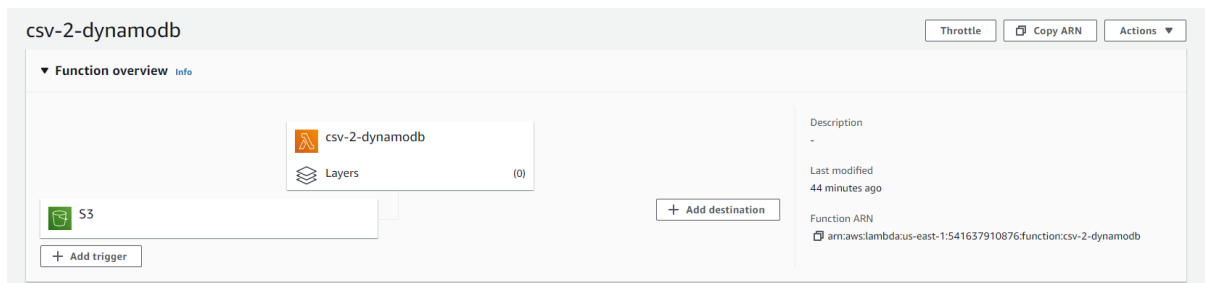 csv-2-dynamodb
Throttle
Copy ARN
Actions
Function overview Info
csv-2-dynamodb
Layers (0)
S3
+ Add trigger
+ Add destination
Description
-
Last modified
44 minutes ago
Function ARN
arn:aws:lambda:us-east-1:541637910876:function:csv-2-dynamodb